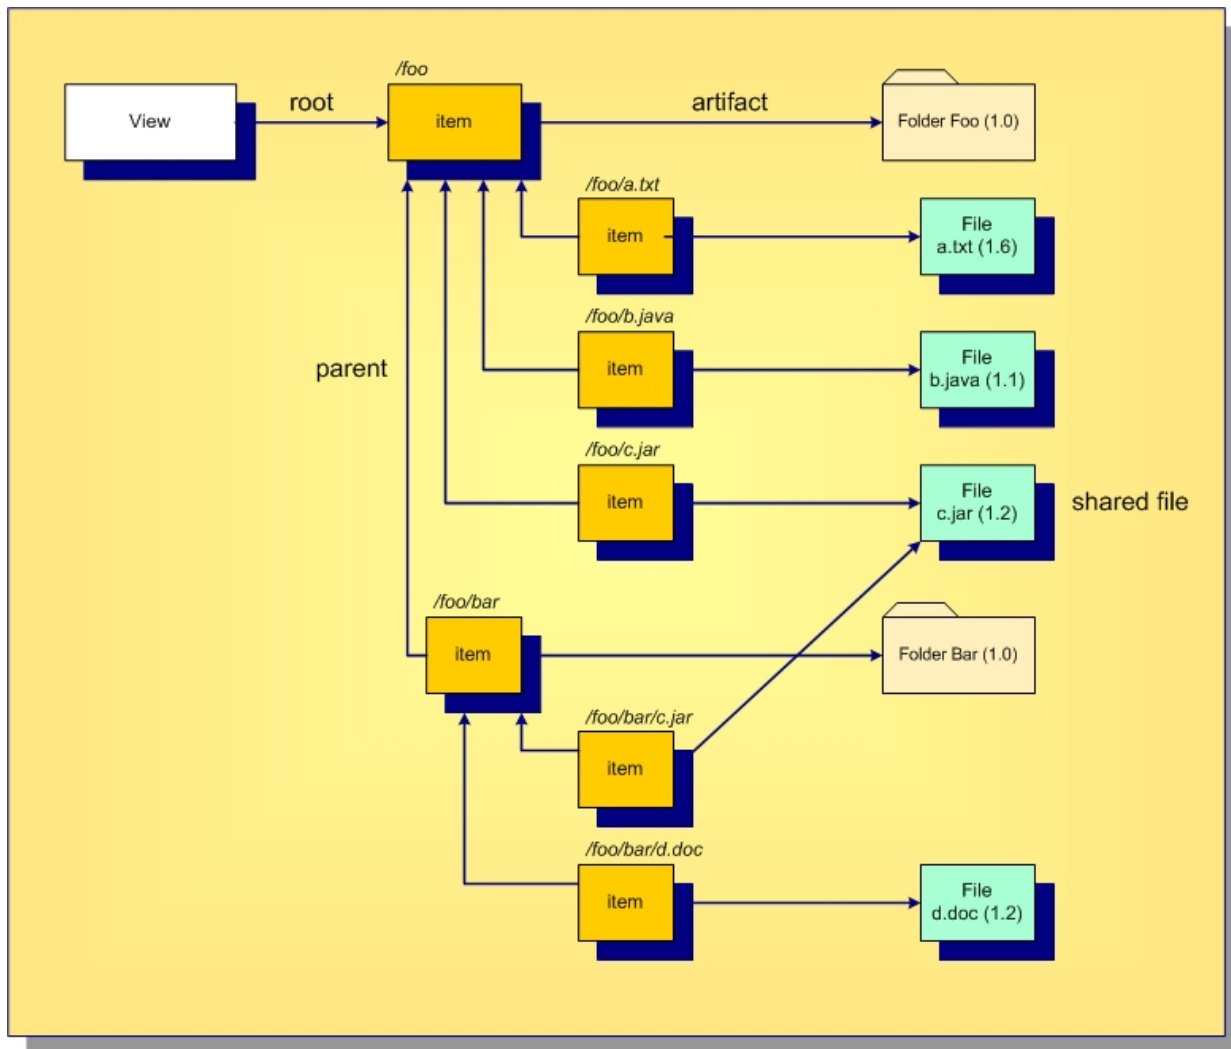 /foo
View
root
item
artifact
Folder Foo (1.0)
/foo/a.txt
item
File
a.txt (1.6)
/foo/b.java
parent
item
File
b.java (1.1)
/foo/c.jar
item
File
c.jar (1.2)
shared file
/foo/bar
item
Folder Bar (1.0)
/foo/bar/c.jar
item
/foo/bar/d.doc
item
File
d.doc (1.2)